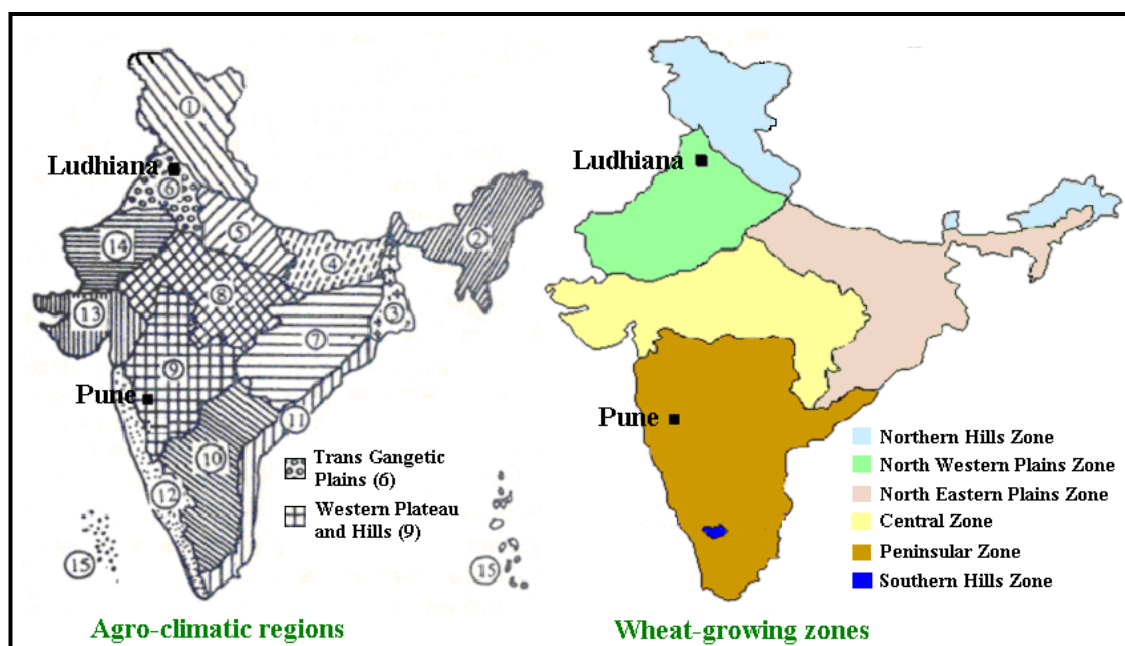 1
Ludhiana
6
5
2
14
4
8
3
13
7
9
Pune
11
10
12
15
15
Trans Gangetic
Plains (6)
Western Plateau
and Hills (9)
Agro-climatic regions
Ludhiana
Pune
Northern Hills Zone
North Western Plains Zone
North Eastern Plains Zone
Central Zone
Peninsular Zone
Southern Hills Zone
Wheat-growing zones